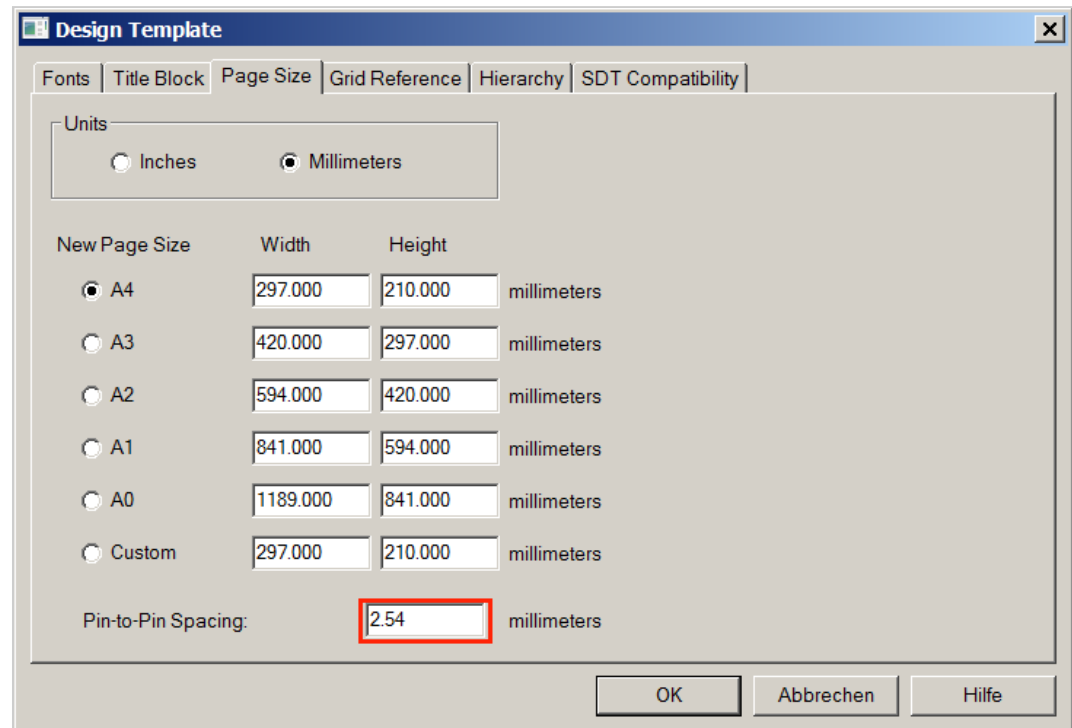 Design Template
Fonts Title Block Page Size Grid Reference Hierarchy SDT Compatibility
Units
Inches Millimeters
New Page Size Width Height
A4 297.000 210.000 millimeters
A3 420.000 297.000 millimeters
A2 594.000 420.000 millimeters
A1 841.000 594.000 millimeters
A0 1189.000 841.000 millimeters
Custom 297.000 210.000 millimeters
Pin-to-Pin Spacing: 2.54 millimeters
OK Abbrechen Hilfe